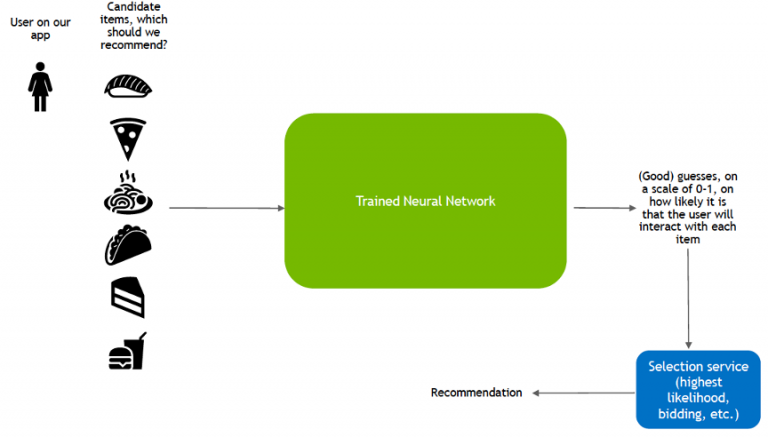 User on our
app
Candidate
items, which
should we
recommend?
Trained Neural Network
(Good) guesses, on
a scale of 0-1, on
how likely it is
that the user will
interact with each
item
Selection service
(highest
likelihood,
bidding, etc.)
Recommendation